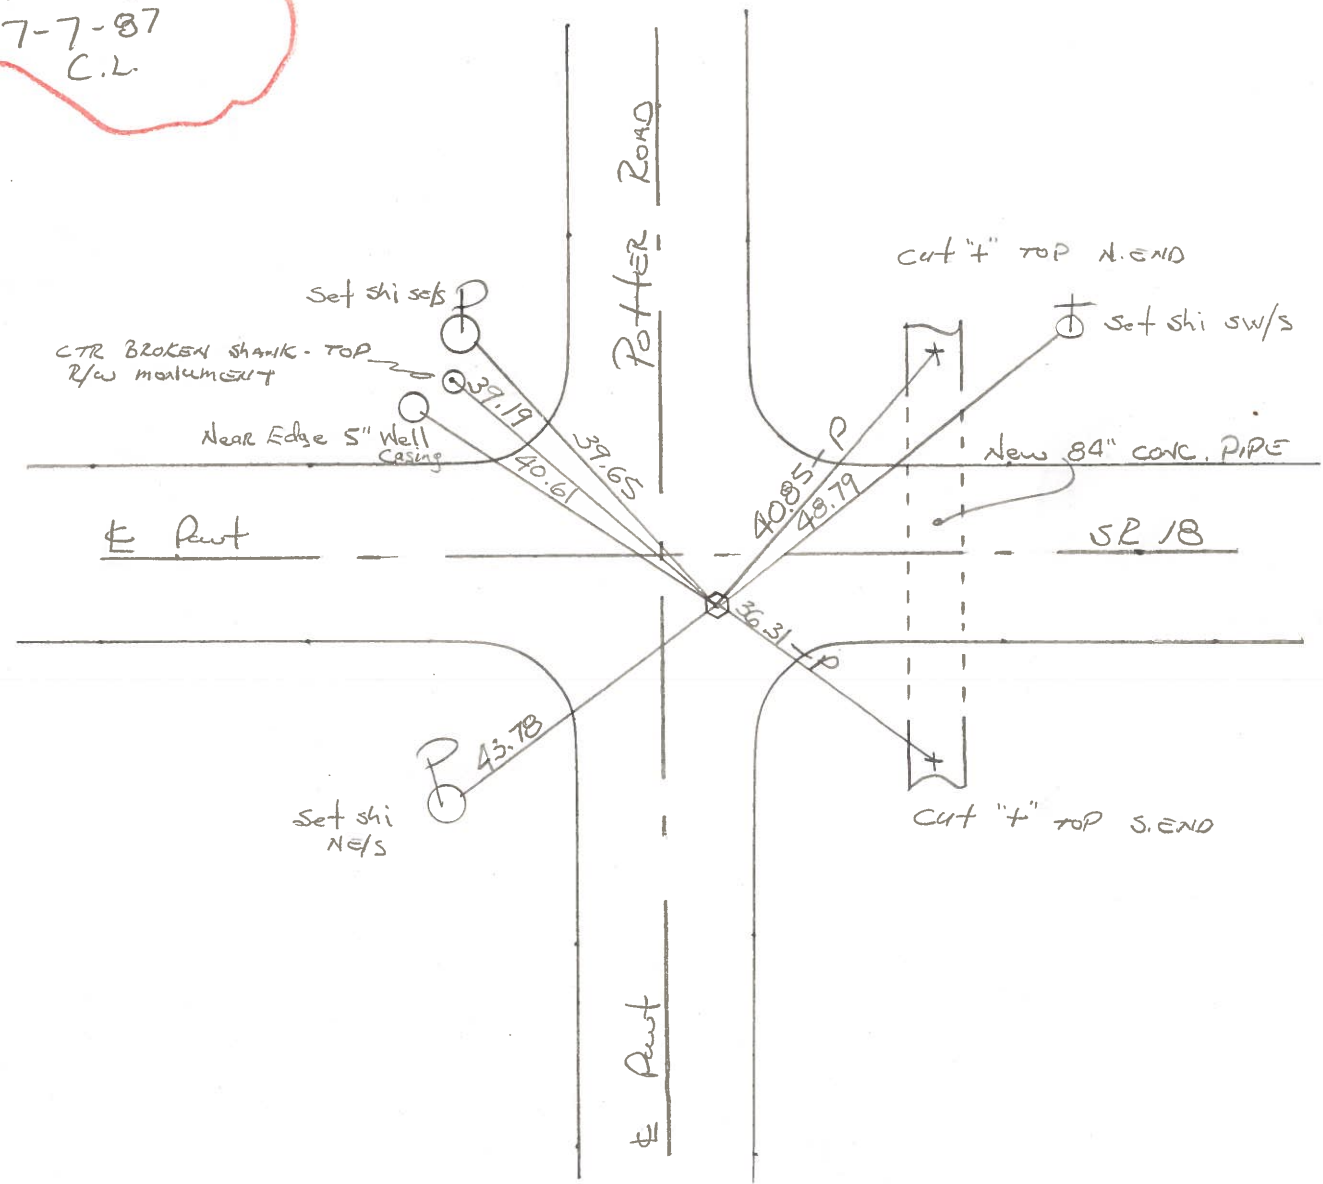 7-7-87
C.L.
POTTER ROAD
Cut "+" TOP N. END
Set shi se/s
Set shi SW/S
CTR BROKEN SHANK - TOP
R/W MONUMENT
39.19
Near Edge 5" Well
Casing
39.65
40.61
40.85 - P
48.79
New 84" CONC. PIPE
℄ Pavt
SR 18
36.31 - P
43.78
Set shi
NE/S
Cut "+" TOP S. END
℄ Pavt